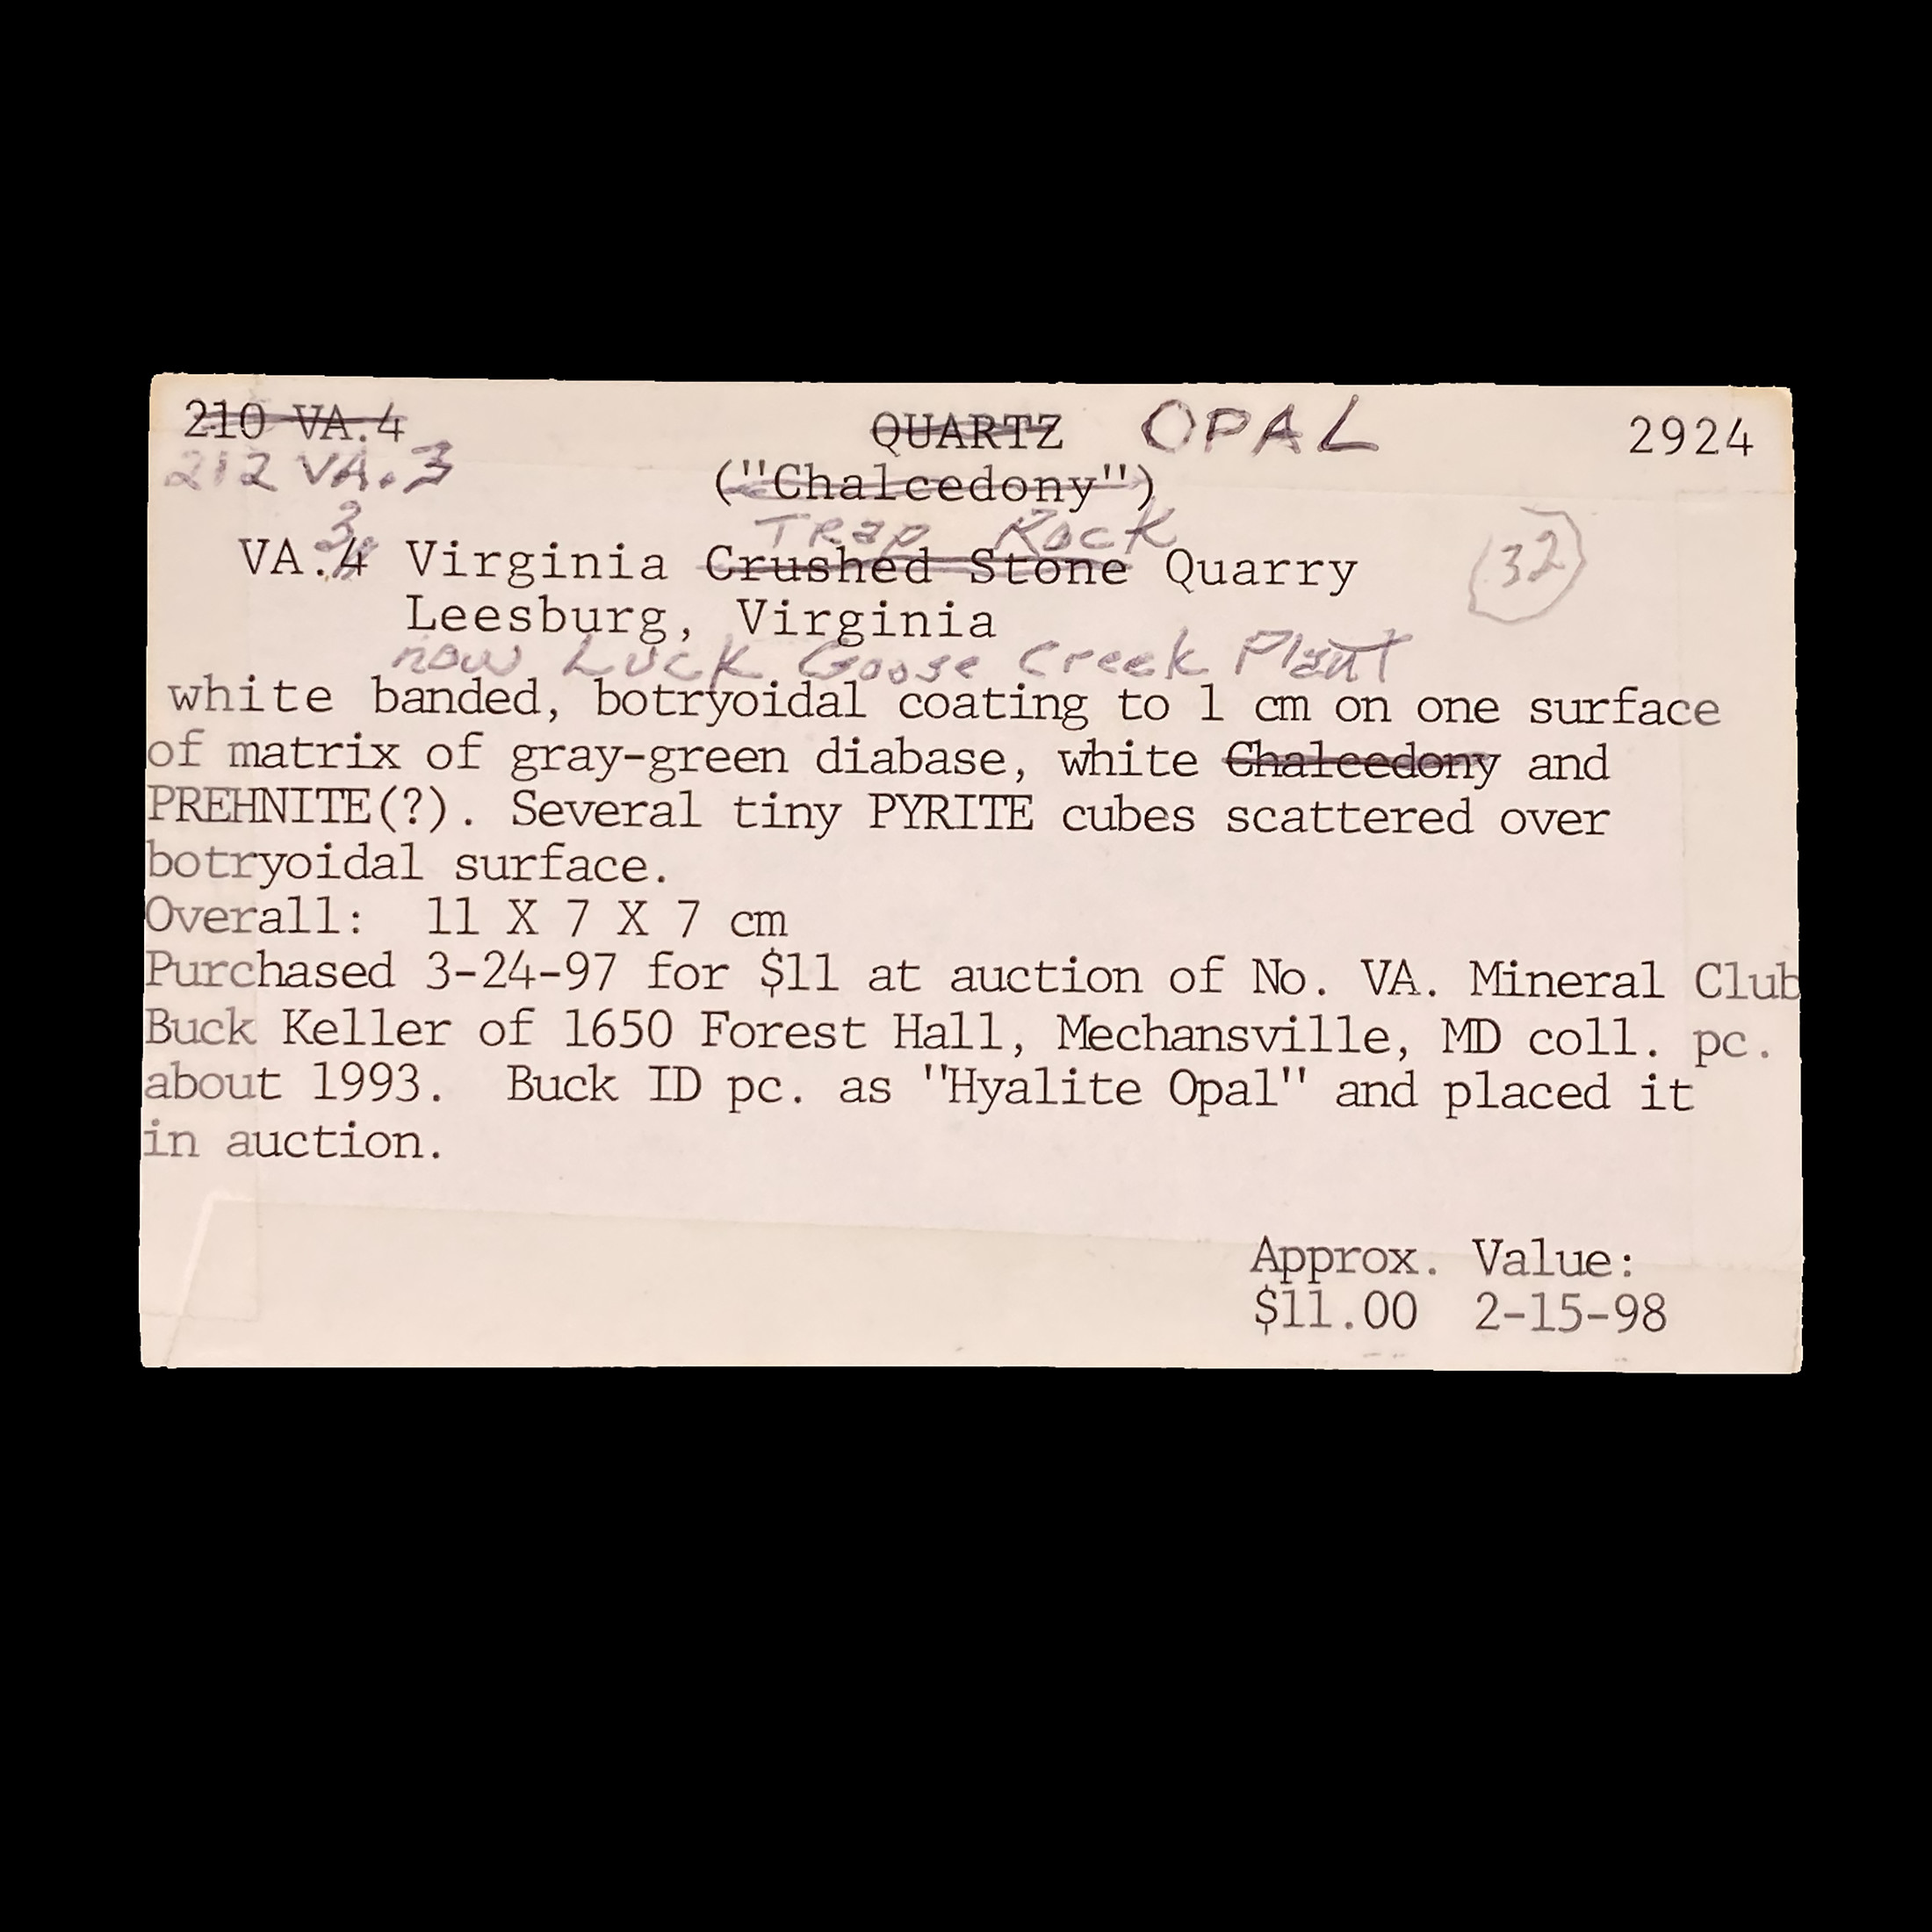 210 VA.4 QUARTZ OPAL 2924
212 VA.3 ("Chalcedony")
3 Trap Rock
VA.4 Virginia Crushed Stone Quarry 32
Leesburg, Virginia
now Luck Goose Creek Plant
white banded, botryoidal coating to 1 cm on one surface
of matrix of gray-green diabase, white Chalcedony and
PREHNITE(?). Several tiny PYRITE cubes scattered over
botryoidal surface.
Overall: 11 X 7 X 7 cm
Purchased 3-24-97 for $11 at auction of No. VA. Mineral Club
Buck Keller of 1650 Forest Hall, Mechansville, MD coll. pc.
about 1993. Buck ID pc. as "Hyalite Opal" and placed it
in auction.
Approx. Value:
$11.00 2-15-98